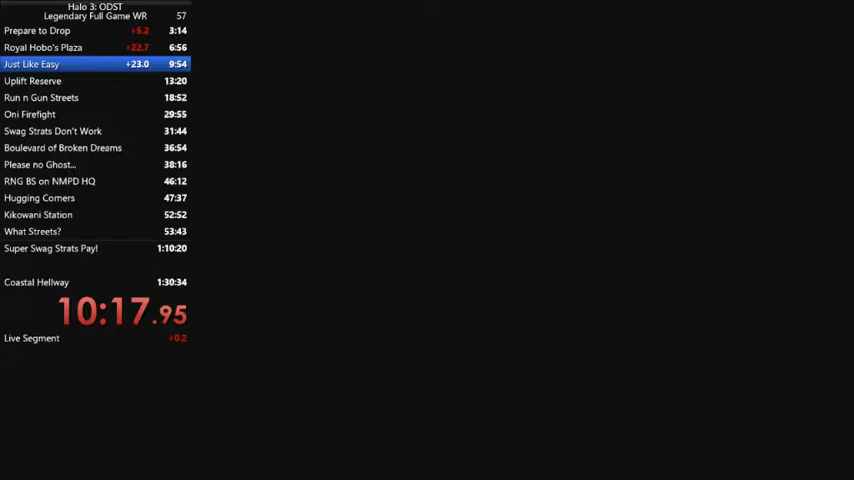 Halo 3: ODST
Legendary Full Game WR 57
Prepare to Drop +5.2 3:14
Royal Hobo's Plaza +22.7 6:56
Just Like Easy +23.0 9:54
Uplift Reserve 13:20
Run n Gun Streets 18:52
Oni Firefight 29:55
Swag Strats Don't Work 31:44
Boulevard of Broken Dreams 36:54
Please no Ghost... 38:16
RNG BS on NMPD HQ 46:12
Hugging Corners 47:37
Kikowani Station 52:52
What Streets? 53:43
Super Swag Strats Pay! 1:10:20
Coastal Hellway 1:30:34
10:17.95
Live Segment +0.2